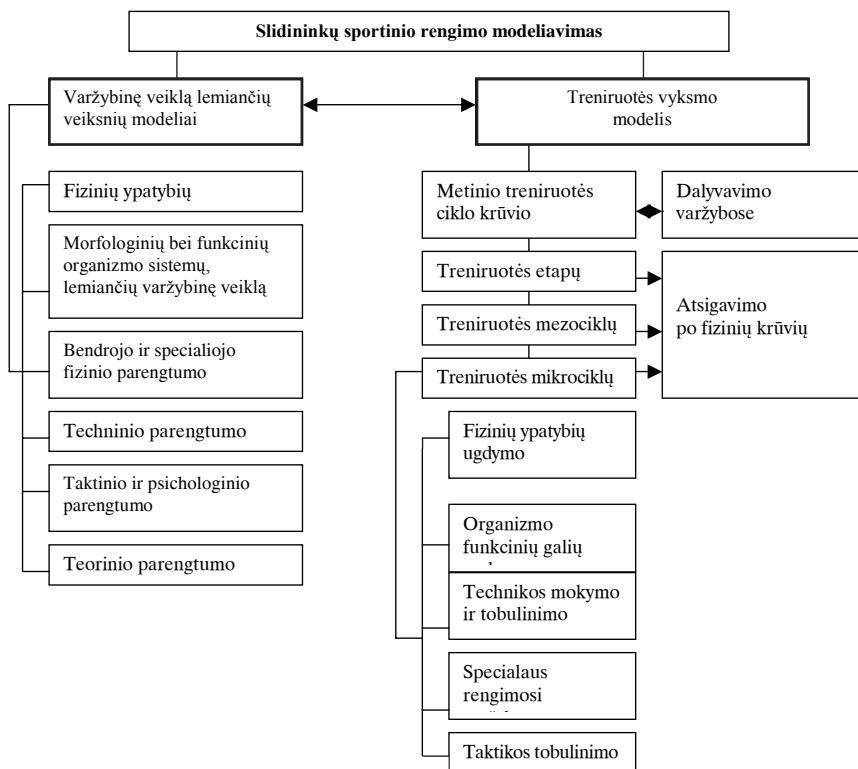 Slidininkų sportinio rengimo modeliavimas
Varžybinę veiklą lemiančių
veiksnių modeliai
Treniruotės vyksmo
modelis
Fizinių ypatybių
Morfologinių bei funkcinių
organizmo sistemų,
lemiančių varžybinę veiklą
Bendrojo ir specialiojo
fizinio parengtumo
Techninio parengtumo
Taktinio ir psichologinio
parengtumo
Teorinio parengtumo
Metinio treniruotės
ciklo krūvio
Dalyvavimo
varžybose
Treniruotės etapų
Treniruotės mezociklų
Treniruotės mikrociklų
Atsigavimo
po fizinių krūvių
Fizinių ypatybių
ugdymo
Organizmo
funkcinių galių
Technikos mokymo
ir tobulinimo
Specialaus
rengimosi
Taktikos tobulinimo